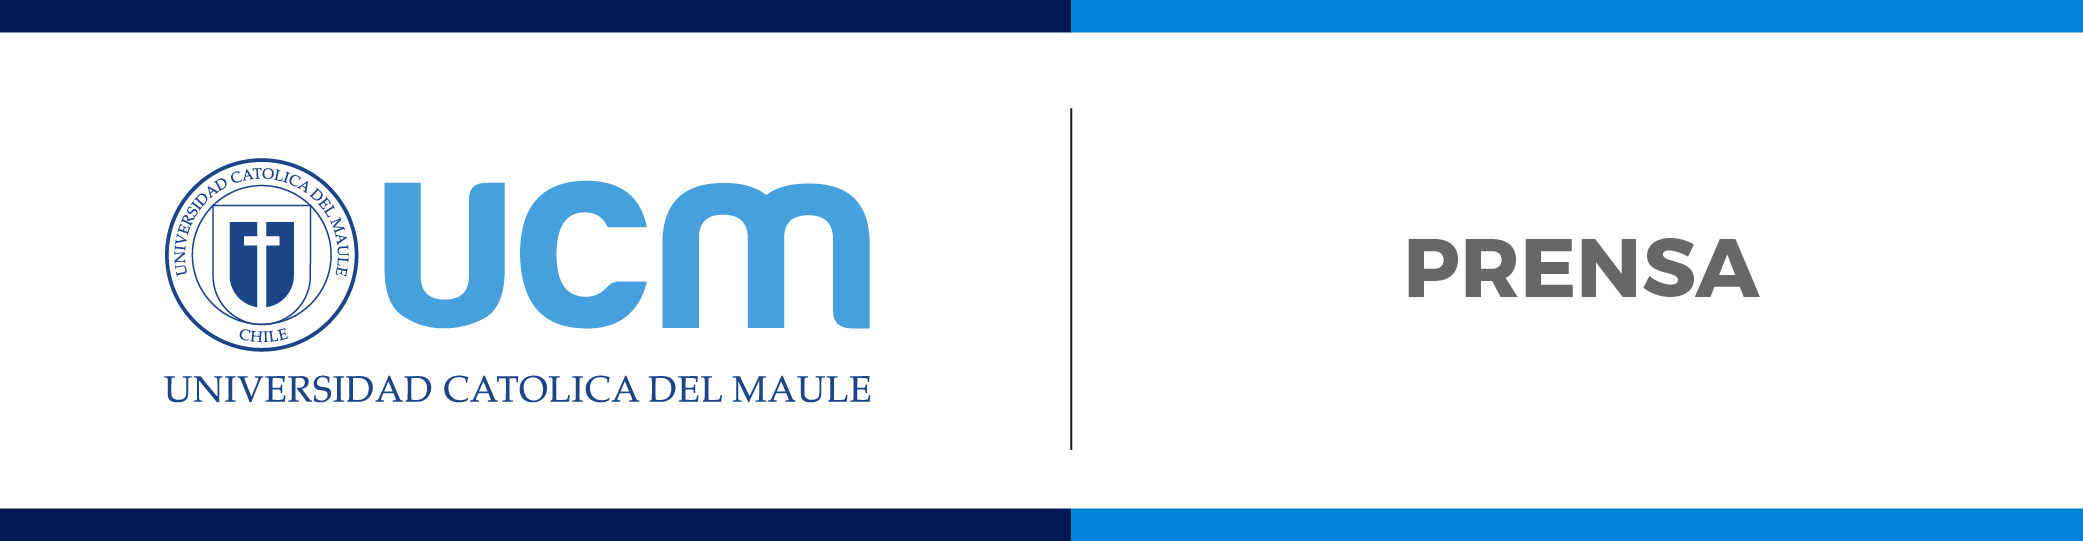 UNIVERSIDAD CATOLICA DEL MAULE
CHILE
ucm
UNIVERSIDAD CATOLICA DEL MAULE
PRENSA